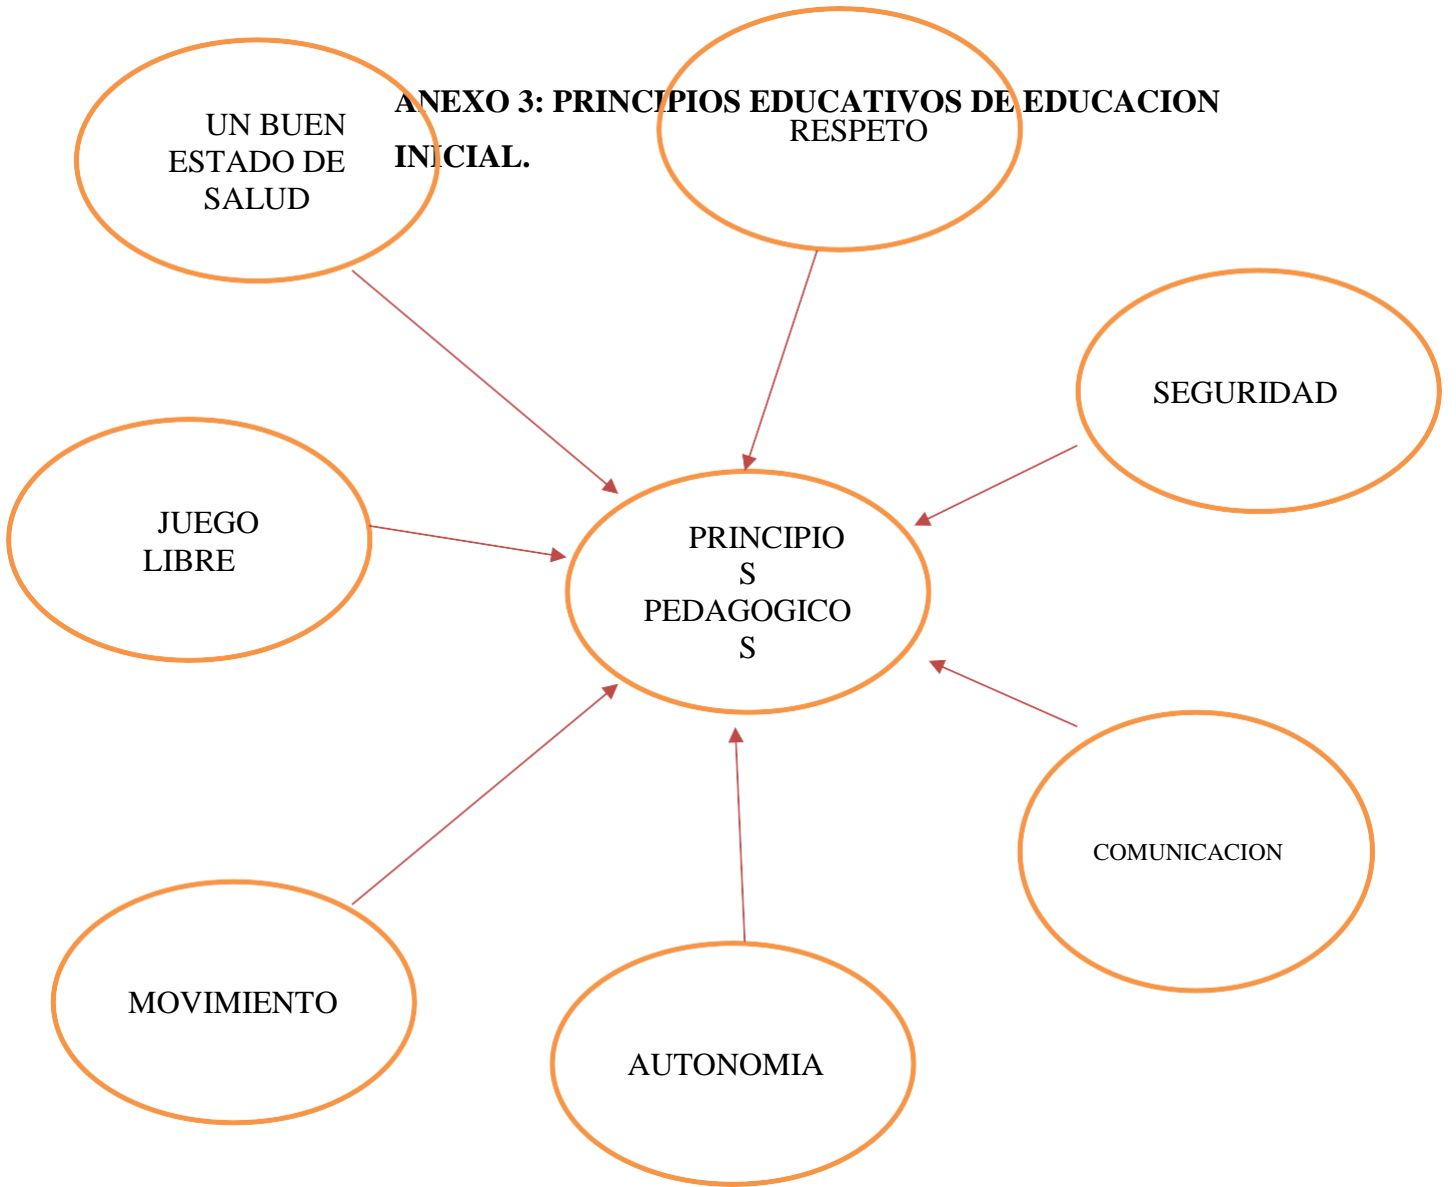 ANEXO 3: PRINCIPIOS EDUCATIVOS DE EDUCACION
INICIAL.
UN BUEN
ESTADO DE
SALUD
RESPETO
SEGURIDAD
JUEGO
LIBRE
PRINCIPIO
S
PEDAGOGICO
S
COMUNICACION
MOVIMIENTO
AUTONOMIA